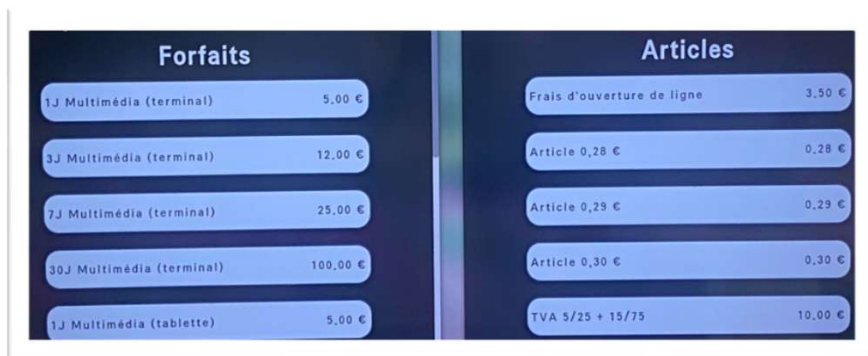 Forfaits
1J Multimédia (terminal) 5,00 €
3J Multimédia (terminal) 12,00 €
7J Multimédia (terminal) 25,00 €
30J Multimédia (terminal) 100,00 €
1J Multimédia (tablette) 5,00 €
Articles
Frais d'ouverture de ligne 3,50 €
Article 0,28 € 0,28 €
Article 0,29 € 0,29 €
Article 0,30 € 0,30 €
TVA 5/25 + 15/75 10,00 €